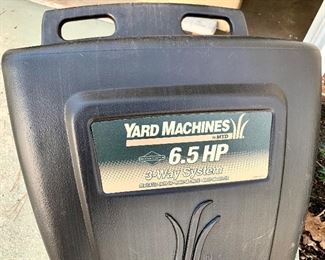 YARD MACHINES
by MTD
6.5 HP
3-Way System